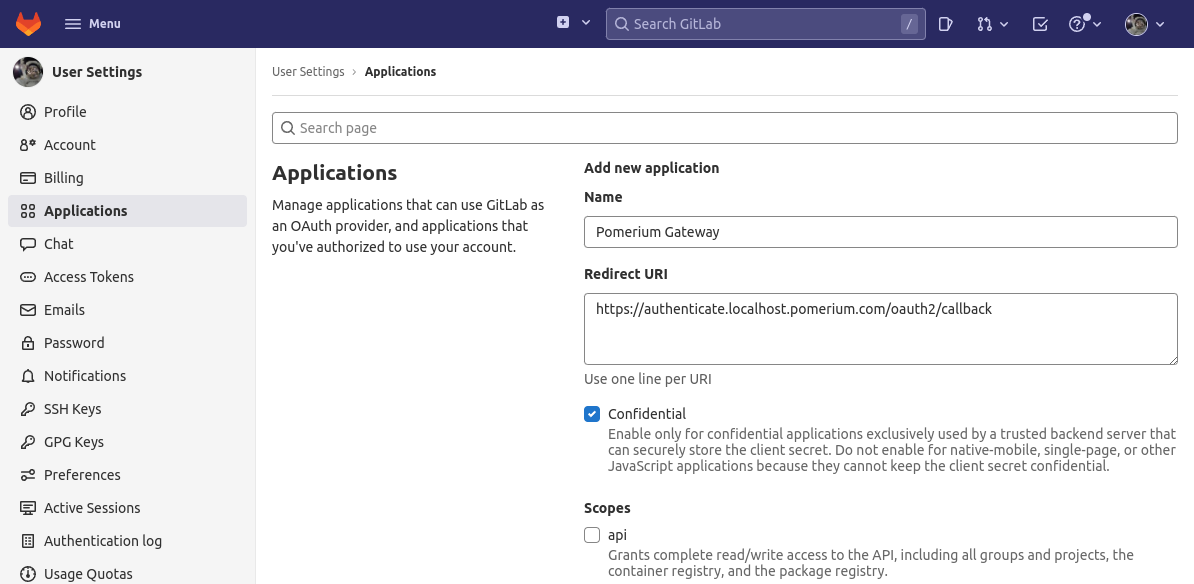 Menu
Search GitLab
/
User Settings
Profile
Account
Billing
Applications
Chat
Access Tokens
Emails
Password
Notifications
SSH Keys
GPG Keys
Preferences
Active Sessions
Authentication log
Usage Quotas
User Settings › Applications
Search page
Applications
Manage applications that can use GitLab as
an OAuth provider, and applications that
you've authorized to use your account.
Add new application
Name
Pomerium Gateway
Redirect URI
https://authenticate.localhost.pomerium.com/oauth2/callback
Use one line per URI
Confidential
Enable only for confidential applications exclusively used by a trusted backend server that
can securely store the client secret. Do not enable for native-mobile, single-page, or other
JavaScript applications because they cannot keep the client secret confidential.
Scopes
api
Grants complete read/write access to the API, including all groups and projects, the
container registry, and the package registry.